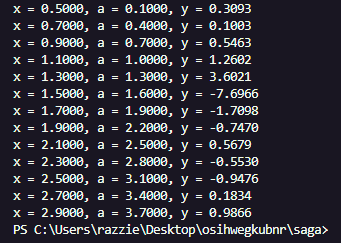 x = 0.5000, a = 0.1000, y = 0.3093
x = 0.7000, a = 0.4000, y = 0.1003
x = 0.9000, a = 0.7000, y = 0.5463
x = 1.1000, a = 1.0000, y = 1.2602
x = 1.3000, a = 1.3000, y = 3.6021
x = 1.5000, a = 1.6000, y = -7.6966
x = 1.7000, a = 1.9000, y = -1.7098
x = 1.9000, a = 2.2000, y = -0.7470
x = 2.1000, a = 2.5000, y = 0.5679
x = 2.3000, a = 2.8000, y = -0.5530
x = 2.5000, a = 3.1000, y = -0.9476
x = 2.7000, a = 3.4000, y = 0.1834
x = 2.9000, a = 3.7000, y = 0.9866
PS C:\Users\razzie\Desktop\osihwegkubnr\saga>